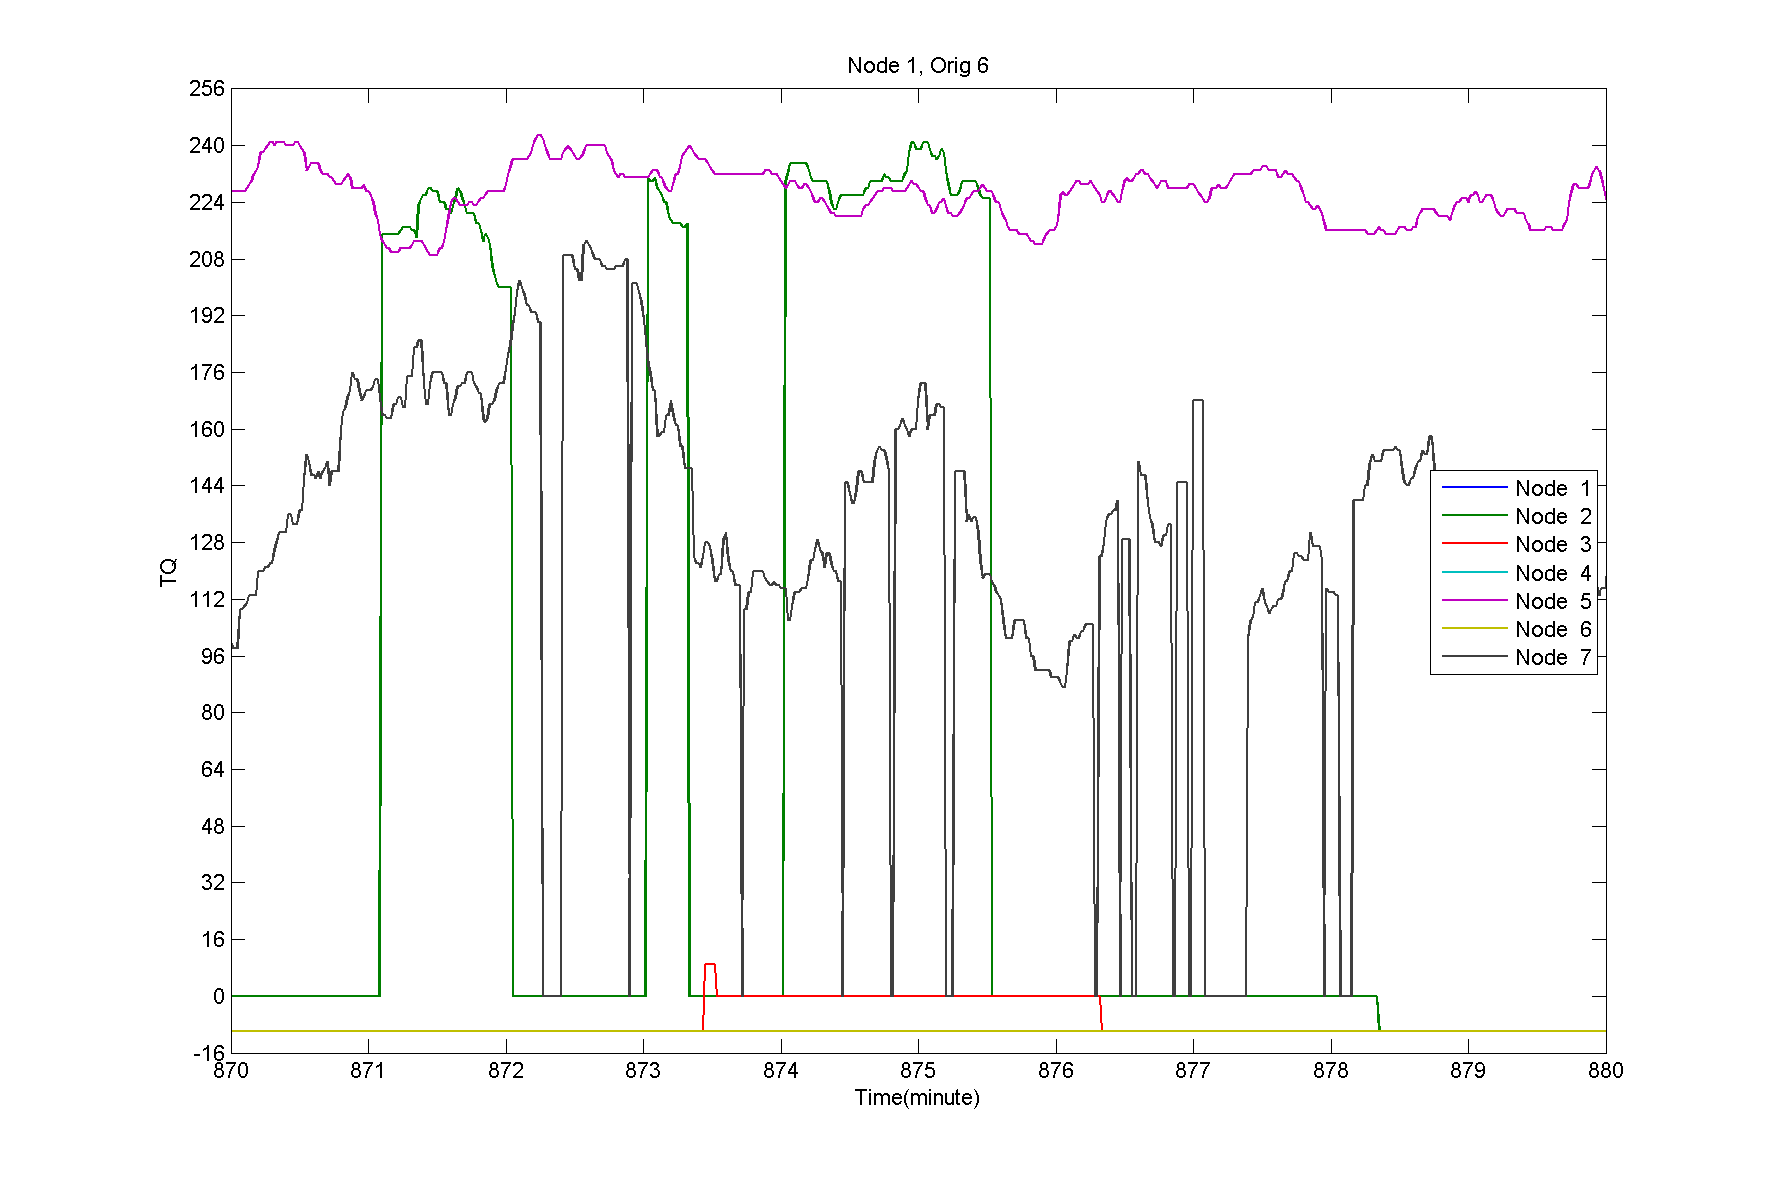 Node 1, Orig 6
256
240
224
208
192
176
160
144
128
112
96
80
64
48
32
16
0
-16
TQ
870 871 872 873 874 875 876 877 878 879 880
Time(minute)
Node 1
Node 2
Node 3
Node 4
Node 5
Node 6
Node 7